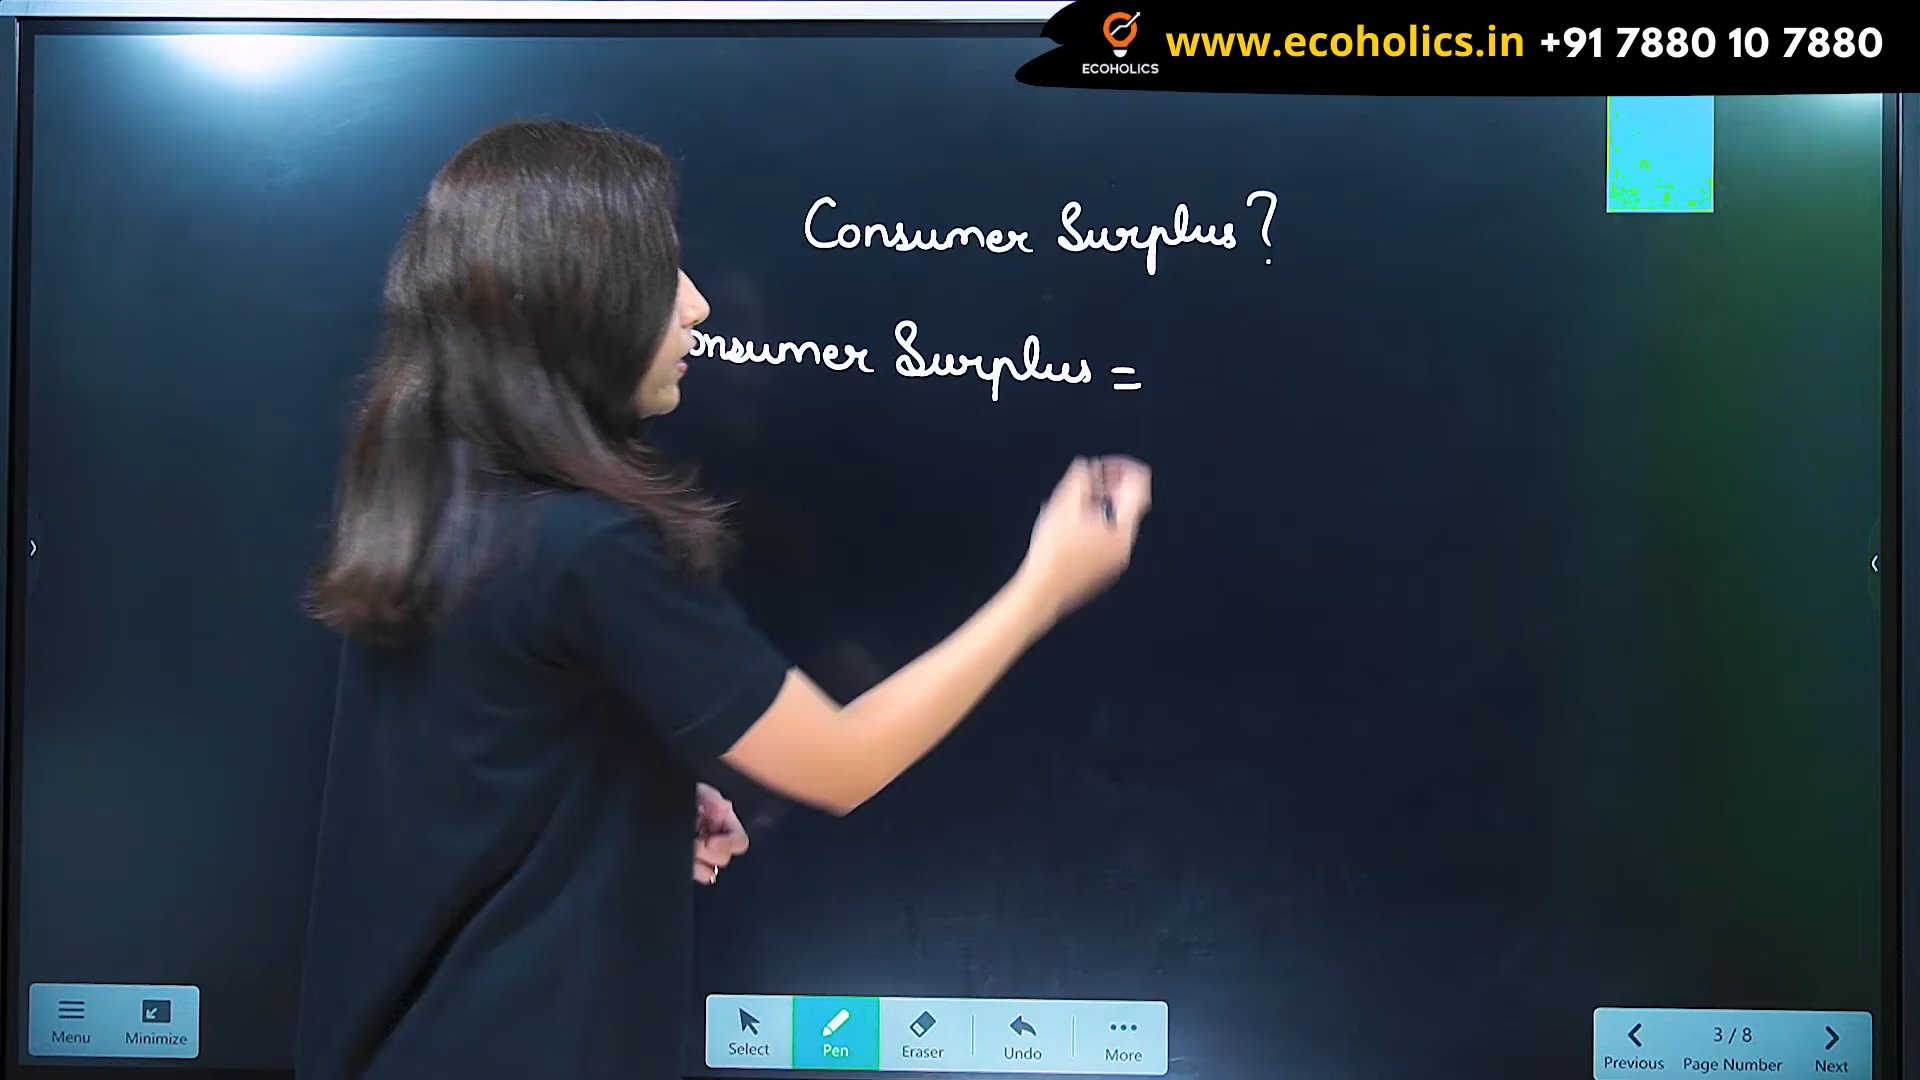 www.ecoholics.in +91 7880 10 7880
ECOHOLICS
Consumer Surplus?
onsumer Surplus =
Menu
Minimize
Select
Pen
Eraser
Undo
More
3 / 8
Previous
Page Number
Next